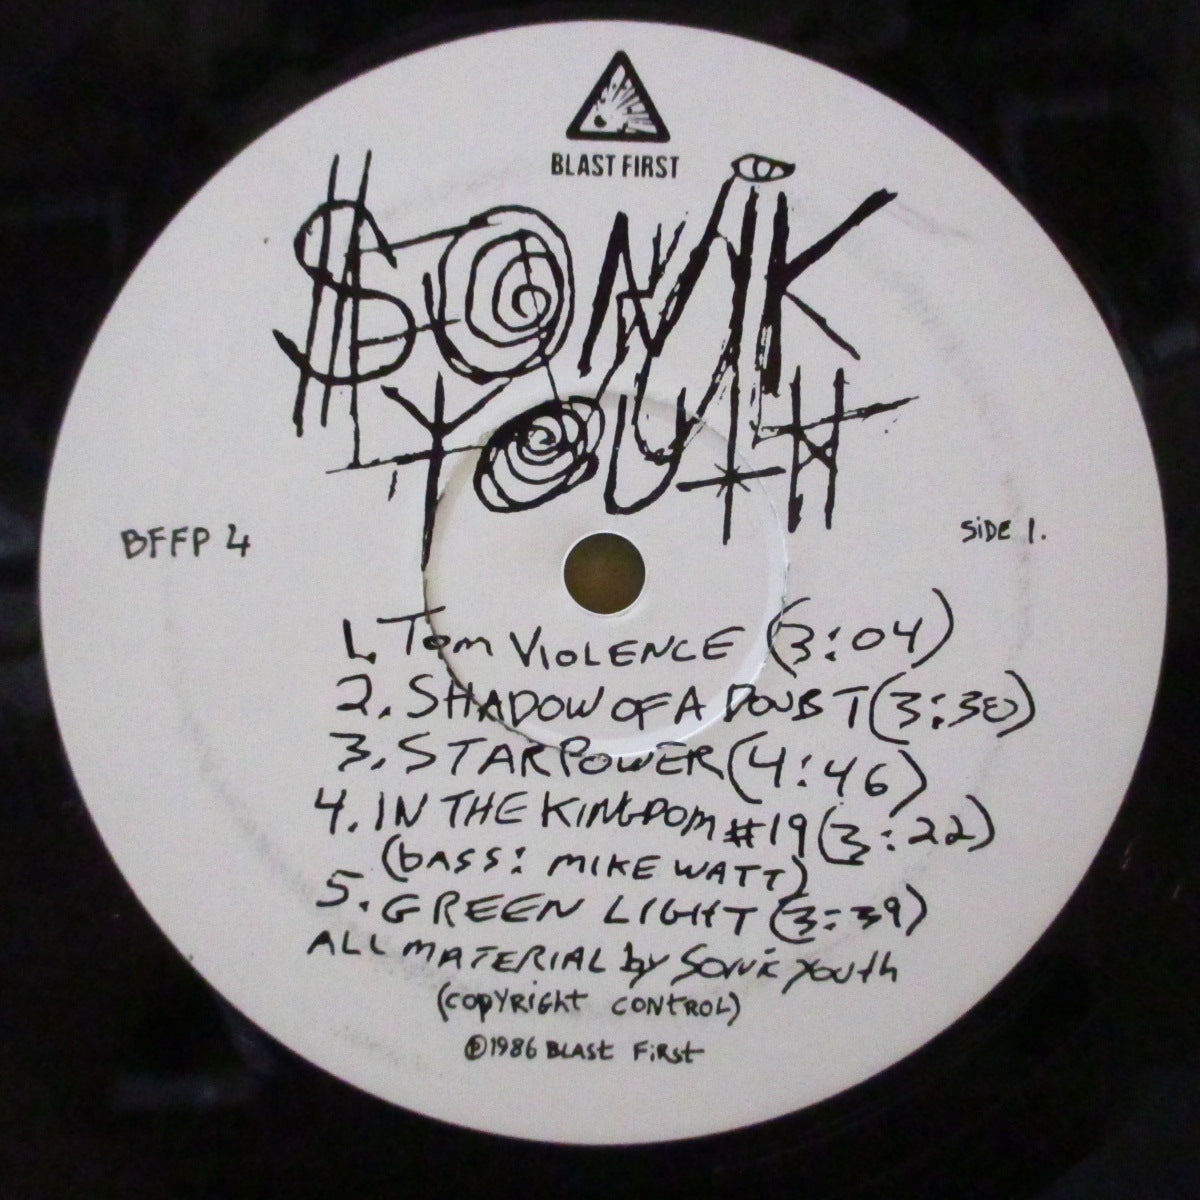 BLAST FIRST
SONIK
YOUTH
BFFP 4
SiDE 1.
1. Tom VIOLENCE (3:04)
2. SHADOW OF A DOUBT (3:30)
3. STARPOWER (4:46)
4. IN THE KINGDOM #19 (3:22)
(bASS: MIKE WATT)
5. GREEN LIGHT (3:39)
ALL MATERIAL by Sonic Youth
(COPYRIGHT CONTROL)
℗1986 BLAST FiRST